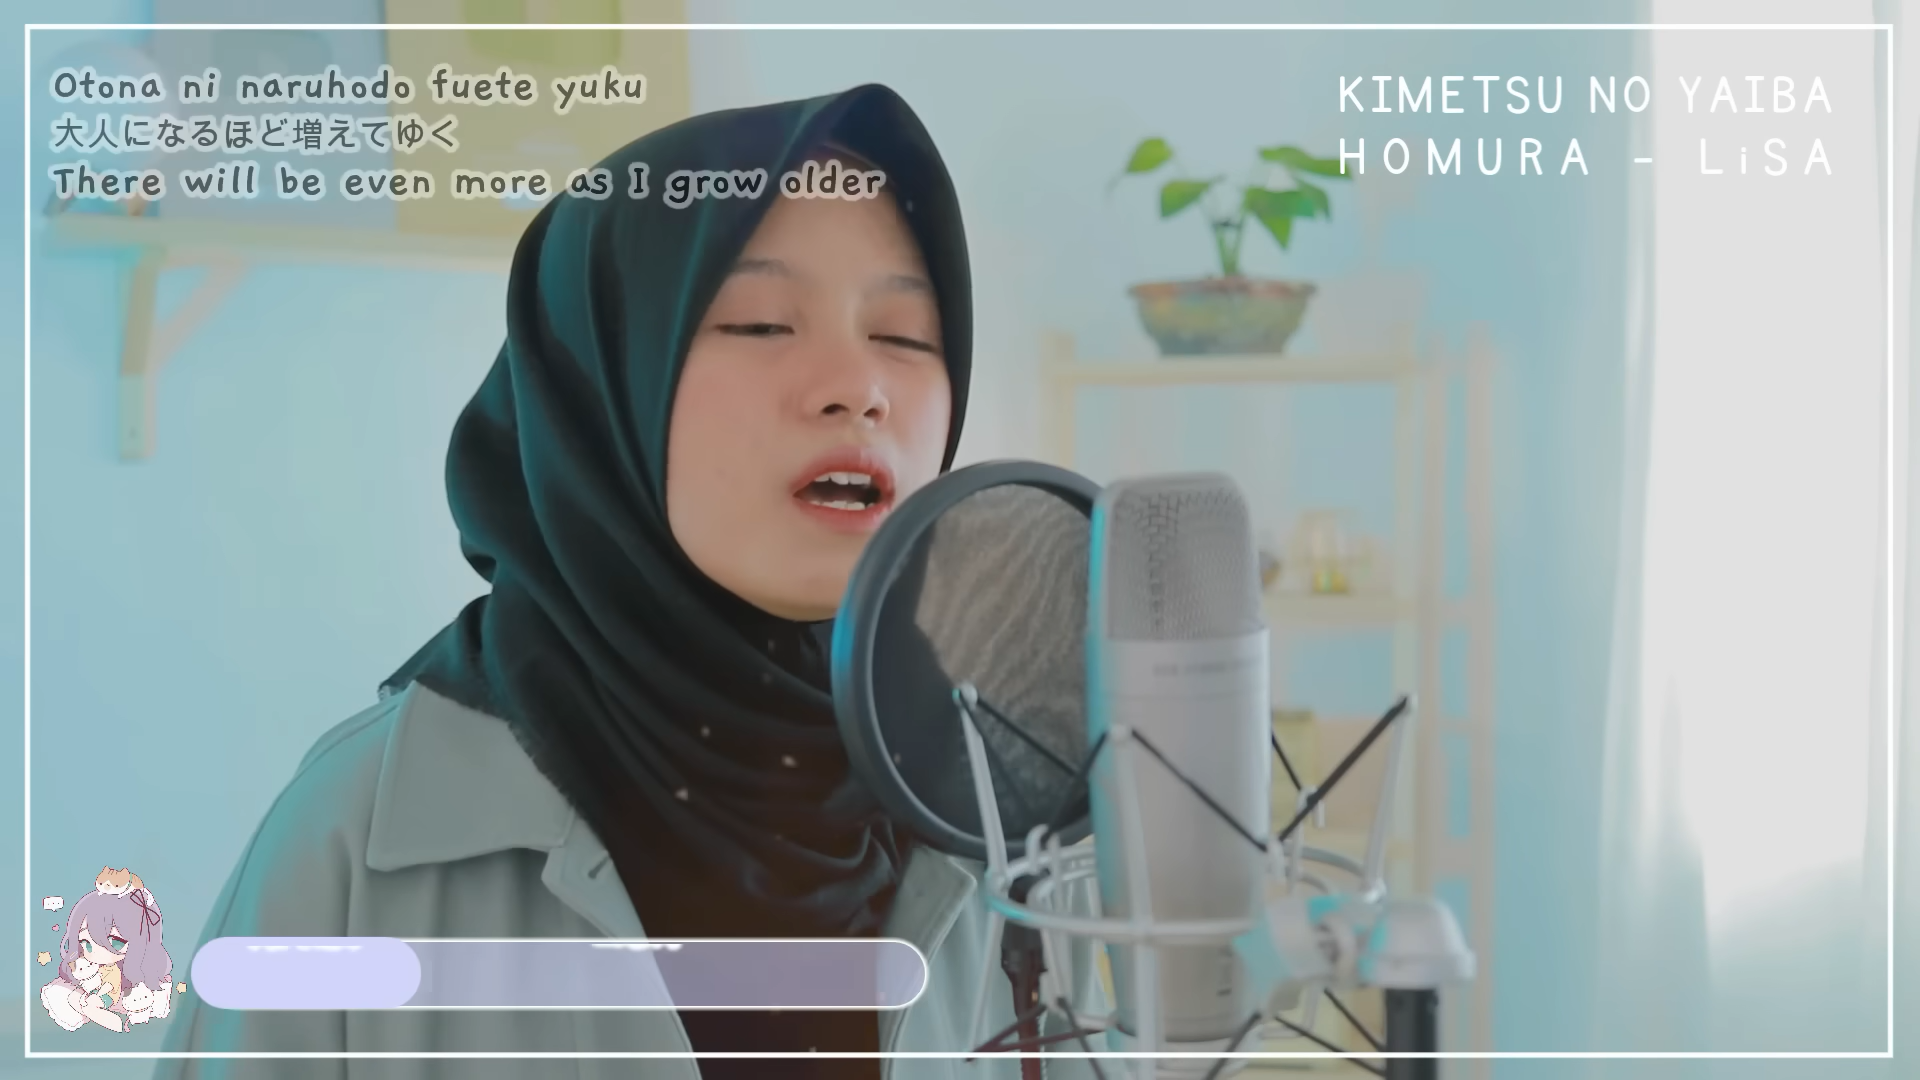 Otona ni naruhodo fuete yuku
大人になるほど増えてゆく
There will be even more as I grow older
KIMETSU NO YAIBA
HOMURA - LiSA